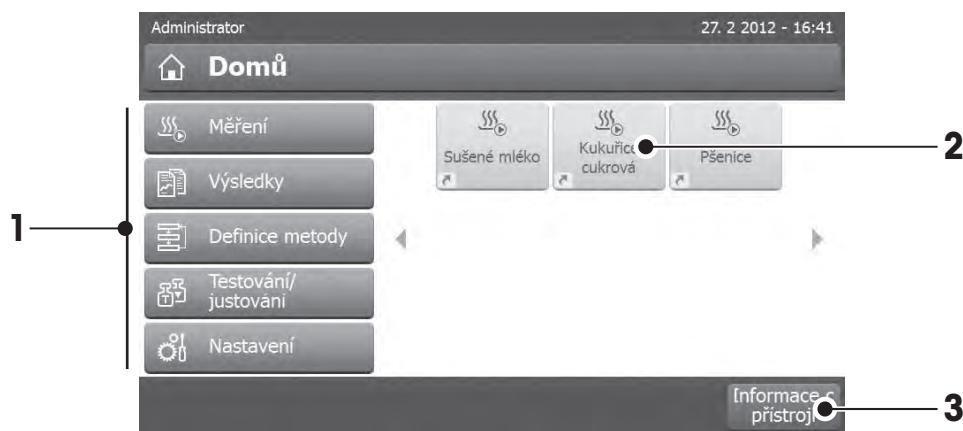 Administrator
27. 2 2012 - 16:41
Domů
Měření
Výsledky
Definice metody
Testování/
justování
Nastavení
Sušené mléko
Kukuřice
cukrová
Pšenice
Informace
přístroji
1
2
3